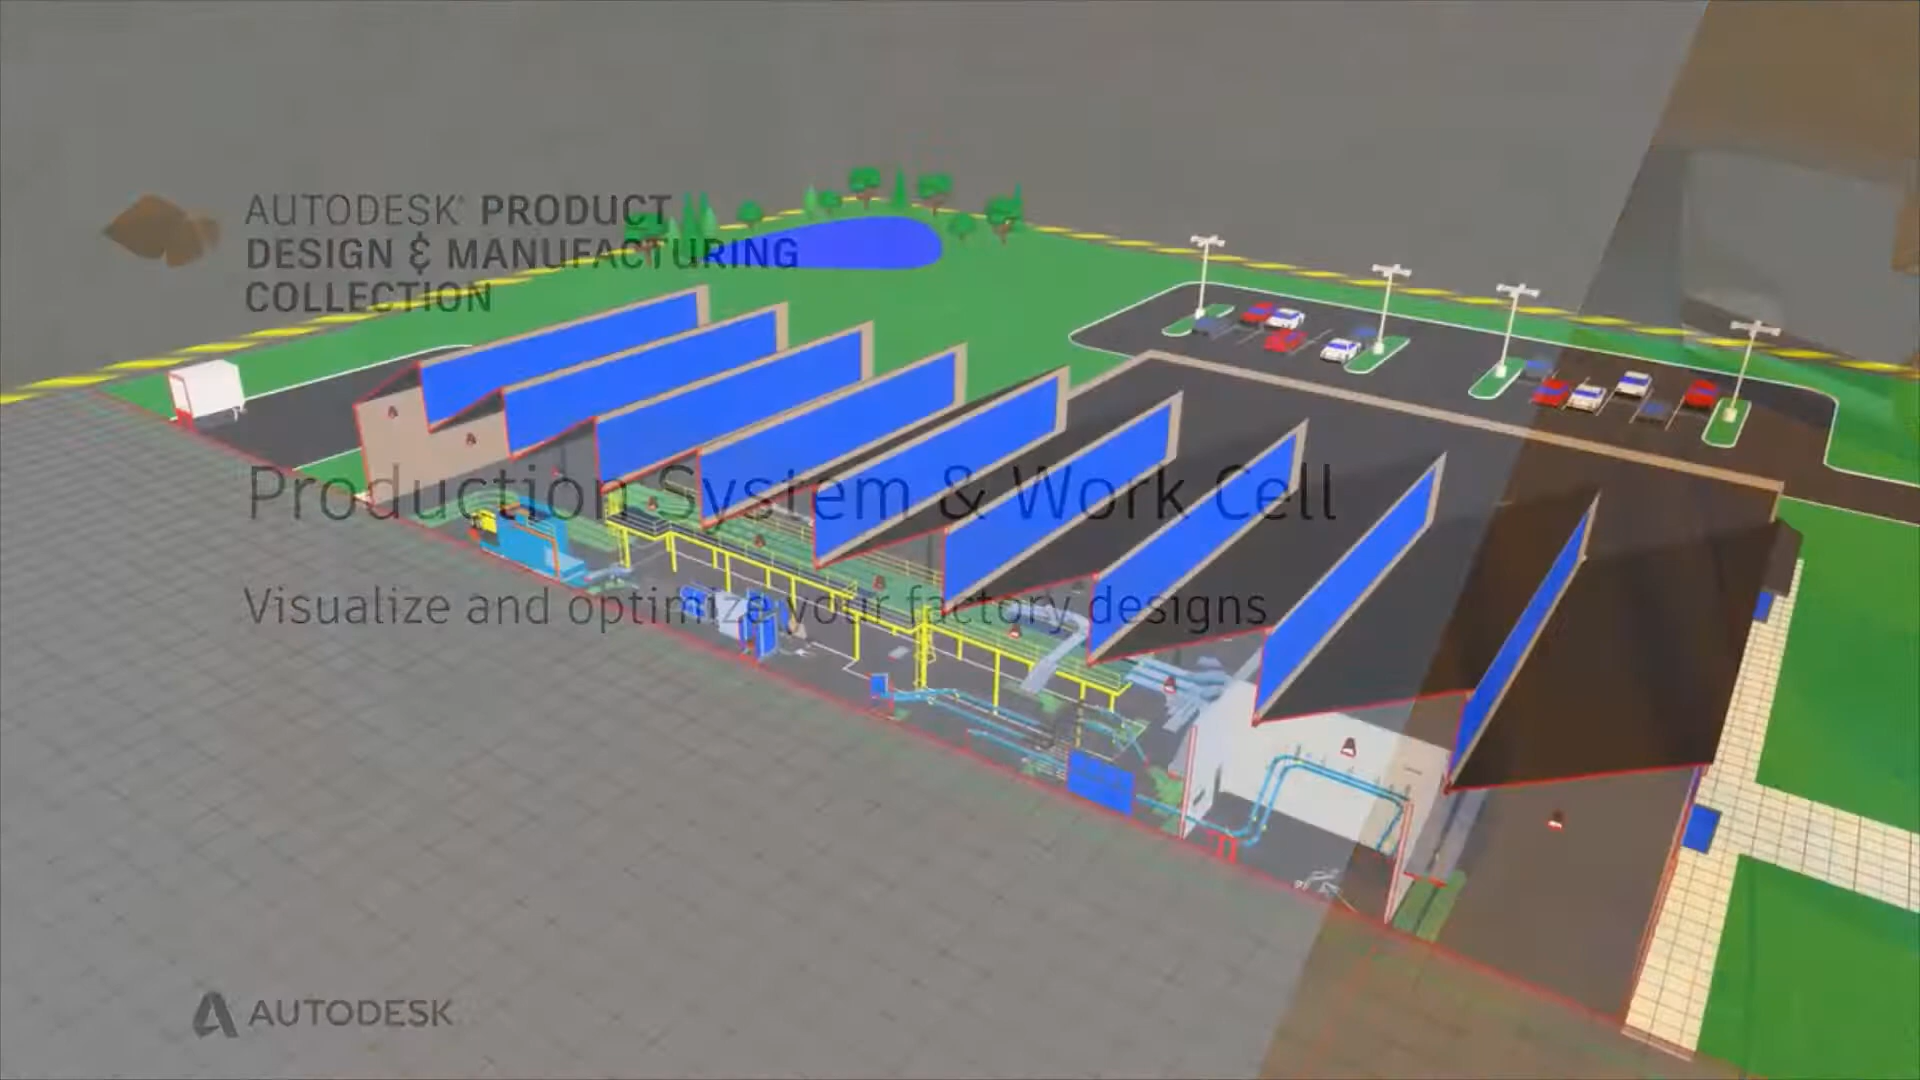 AUTODESK® PRODUCT
DESIGN & MANUFACTURING
COLLECTION
Production System & Work Cell
Visualize and optimize your factory designs
AUTODESK